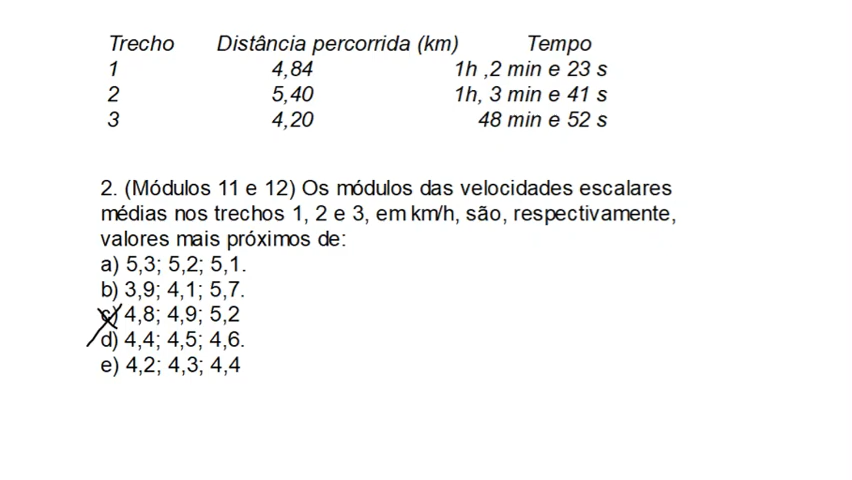 Trecho Distância percorrida (km) Tempo
1 4,84 1h ,2 min e 23 s
2 5,40 1h, 3 min e 41 s
3 4,20 48 min e 52 s
2. (Módulos 11 e 12) Os módulos das velocidades escalares
médias nos trechos 1, 2 e 3, em km/h, são, respectivamente,
valores mais próximos de:
a) 5,3; 5,2; 5,1.
b) 3,9; 4,1; 5,7.
c) 4,8; 4,9; 5,2
d) 4,4; 4,5; 4,6.
e) 4,2; 4,3; 4,4